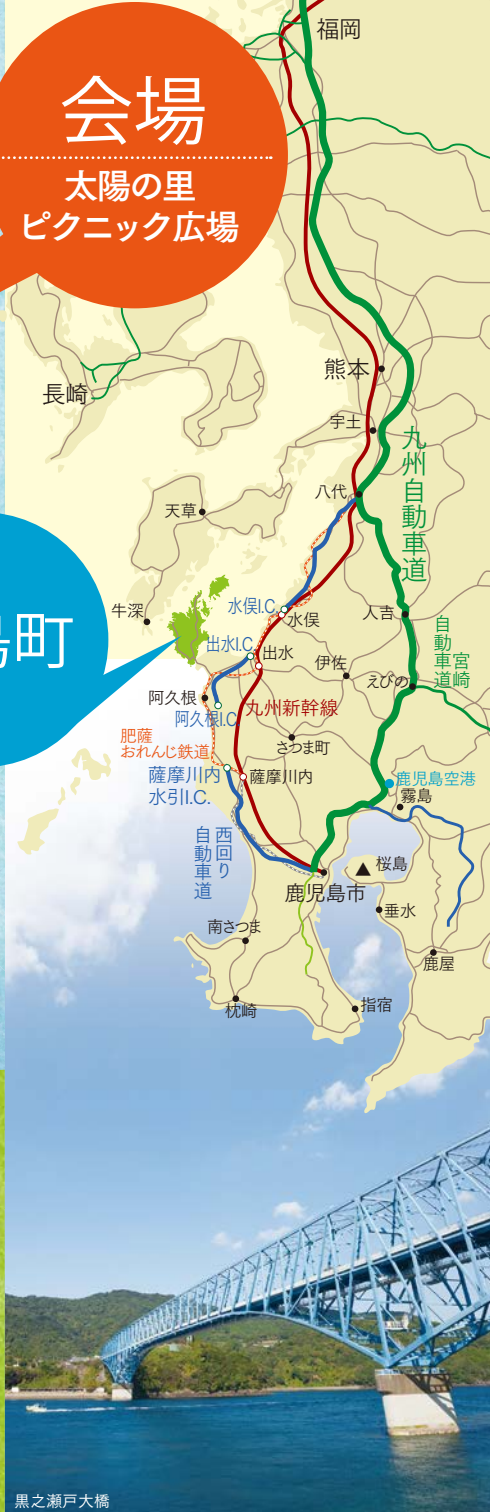 福岡
会場
太陽の里
ピクニック広場
熊本
長崎
宇土
九州自動車道
八代
天草
水俣I.C.
水俣
人吉
牛深
島町
出水I.C.
出水
伊佐
宮崎
自動車道
えびの
阿久根
阿久根I.C.
九州新幹線
肥薩
おれんじ鉄道
さつま町
薩摩川内
水引I.C.
薩摩川内
鹿児島空港
霧島
西回り
自動車道
桜島
鹿児島市
垂水
南さつま
鹿屋
枕崎
指宿
黒之瀬戸大橋